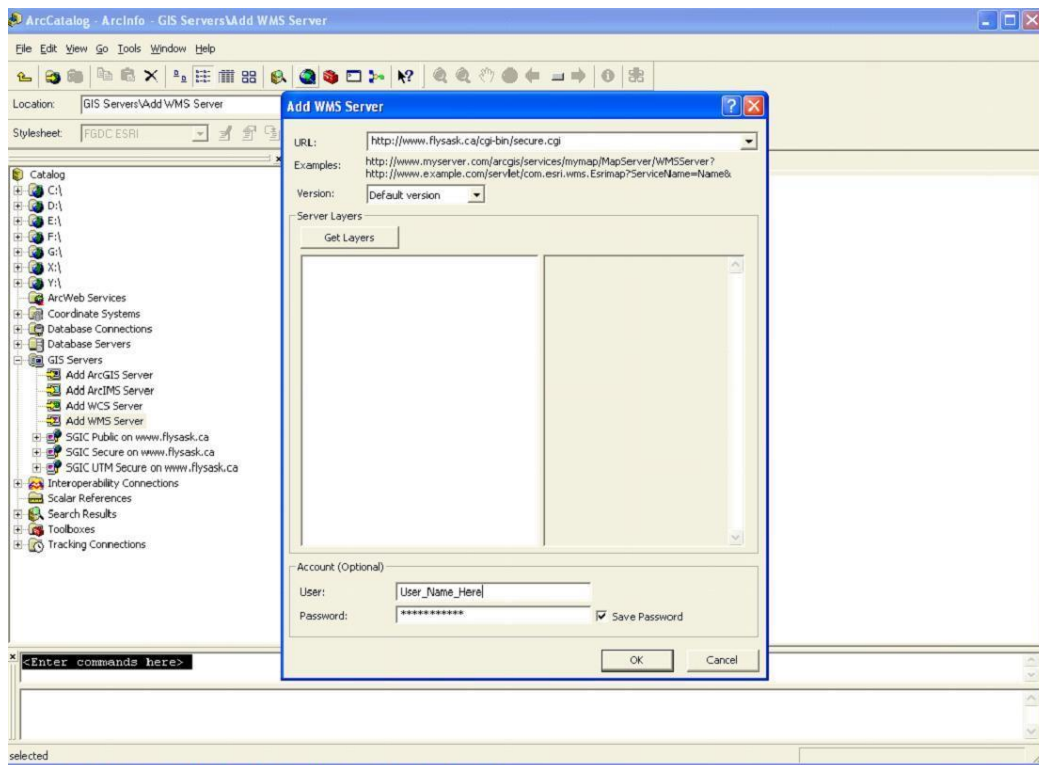 ArcCatalog - ArcInfo - GIS Servers\Add WMS Server
File Edit View Go Tools Window Help
Location: GIS Servers\Add WMS Server
Stylesheet: FGDC ESRI
Catalog
C:\
D:\
E:\
F:\
G:\
X:\
Y:\
ArcWeb Services
Coordinate Systems
Database Connections
Database Servers
GIS Servers
Add ArcGIS Server
Add ArcIMS Server
Add WCS Server
Add WMS Server
SGIC Public on www.flysask.ca
SGIC Secure on www.flysask.ca
SGIC UTM Secure on www.flysask.ca
Interoperability Connections
Scalar References
Search Results
Toolboxes
Tracking Connections
Add WMS Server
URL: http://www.flysask.ca/cgi-bin/secure.cgi
Examples: http://www.myserver.com/arcgis/services/mymap/MapServer/WMSServer?
http://www.example.com/servlet/com.esri.wms.Esrimap?ServiceName=Name&
Version: Default version
Server Layers
Get Layers
Account (Optional)
User: User_Name_Here
Password: ***********
Save Password
OK Cancel
<Enter commands here>
selected